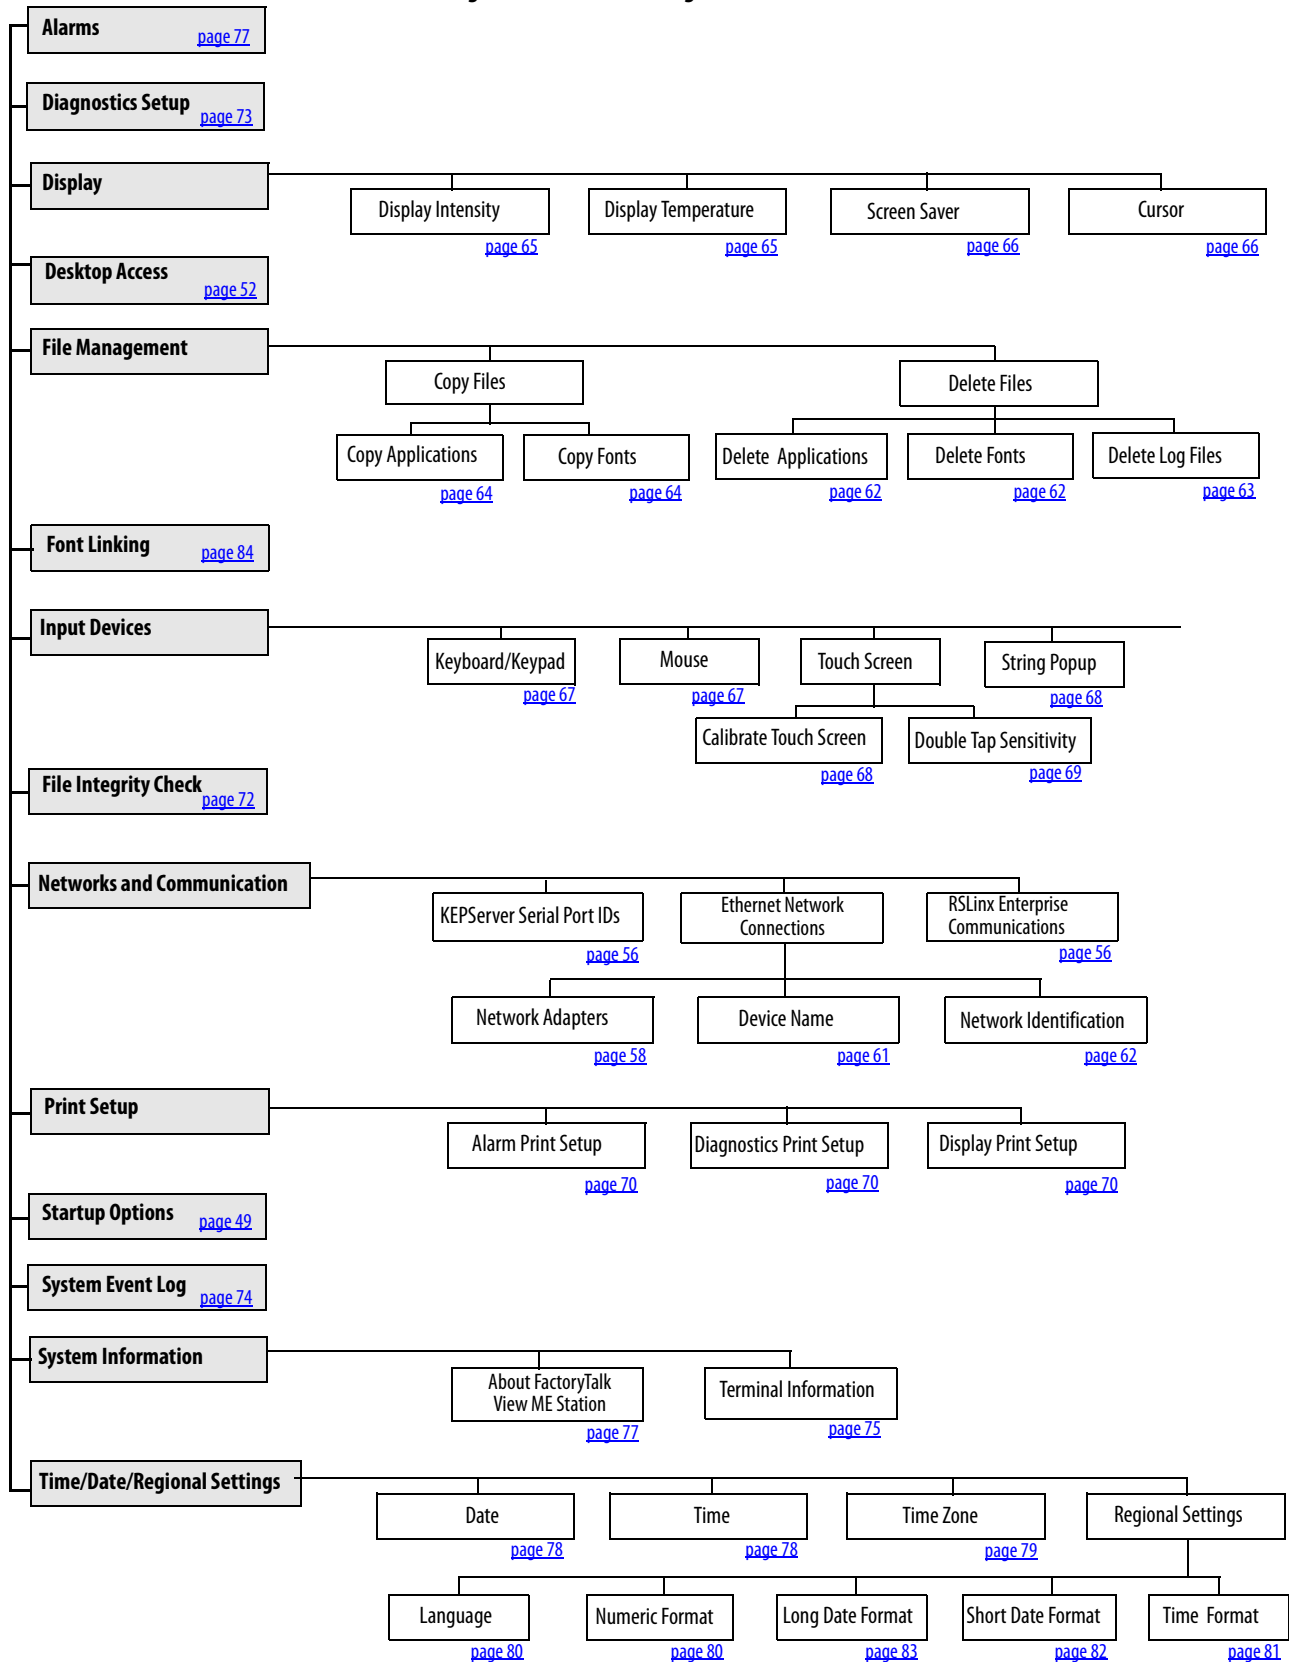 Alarms
page 77
Diagnostics Setup
page 73
Display
Display Intensity
page 65
Display Temperature
page 65
Screen Saver
page 66
Cursor
page 66
Desktop Access
page 52
File Management
Copy Files
Delete Files
Copy Applications
page 64
Copy Fonts
page 64
Delete Applications
page 62
Delete Fonts
page 62
Delete Log Files
page 63
Font Linking
page 84
Input Devices
Keyboard/Keypad
page 67
Mouse
page 67
Touch Screen
String Popup
page 68
Calibrate Touch Screen
page 68
Double Tap Sensitivity
page 69
File Integrity Check
page 72
Networks and Communication
KEPServer Serial Port IDs
page 56
Ethernet Network
Connections
RSLinx Enterprise
Communications
page 56
Network Adapters
page 58
Device Name
page 61
Network Identification
page 62
Print Setup
Alarm Print Setup
page 70
Diagnostics Print Setup
page 70
Display Print Setup
page 70
Startup Options
page 49
System Event Log
page 74
System Information
About FactoryTalk
View ME Station
page 77
Terminal Information
page 75
Time/Date/Regional Settings
Date
page 78
Time
page 78
Time Zone
page 79
Regional Settings
Language
page 80
Numeric Format
page 80
Long Date Format
page 83
Short Date Format
page 82
Time Format
page 81